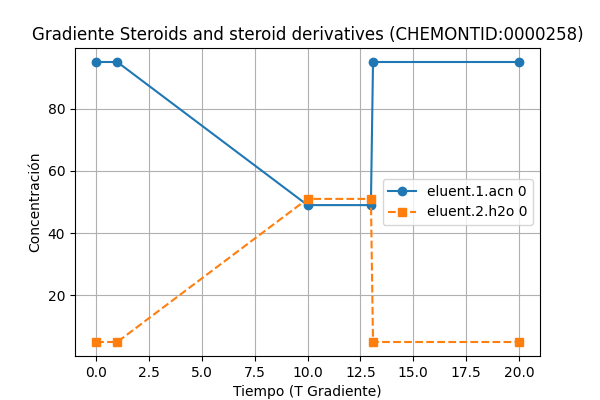 Gradiente Steroids and steroid derivatives (CHEMONTID:0000258)
Concentración
80
60
40
20
eluent.1.acn 0
eluent.2.h2o 0
0.0 2.5 5.0 7.5 10.0 12.5 15.0 17.5 20.0
Tiempo (T Gradiente)